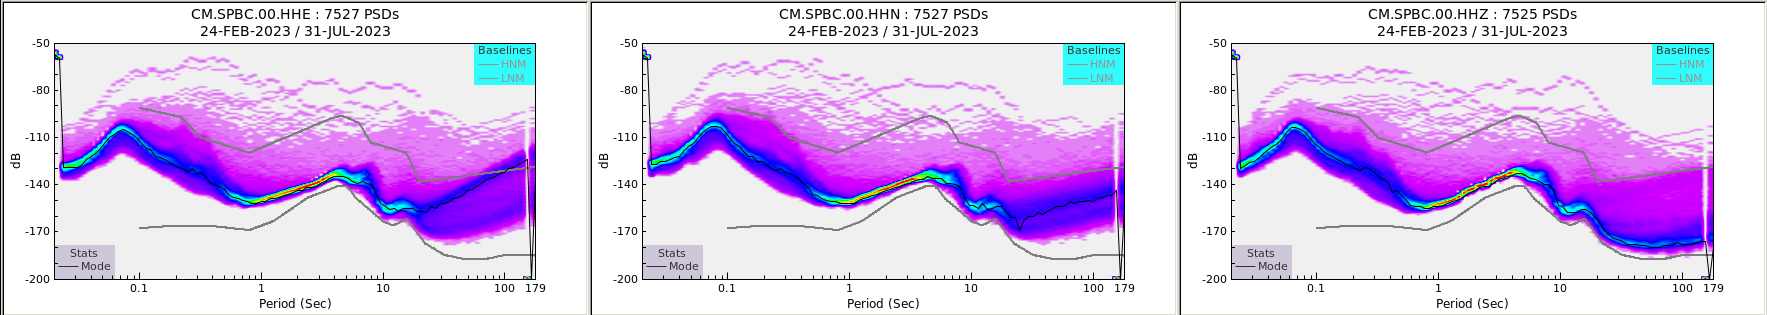 CM.SPBC.00.HHE : 7527 PSDs
24-FEB-2023 / 31-JUL-2023
-50
-80
-110
-140
-170
-200
dB
Baselines
HNM
LNM
Stats
Mode
0.1
1
10
100
179
Period (Sec)
CM.SPBC.00.HHN : 7527 PSDs
24-FEB-2023 / 31-JUL-2023
-50
-80
-110
-140
-170
-200
dB
Baselines
HNM
LNM
Stats
Mode
0.1
1
10
100
179
Period (Sec)
CM.SPBC.00.HHZ : 7525 PSDs
24-FEB-2023 / 31-JUL-2023
-50
-80
-110
-140
-170
-200
dB
Baselines
HNM
LNM
Stats
Mode
0.1
1
10
100
179
Period (Sec)